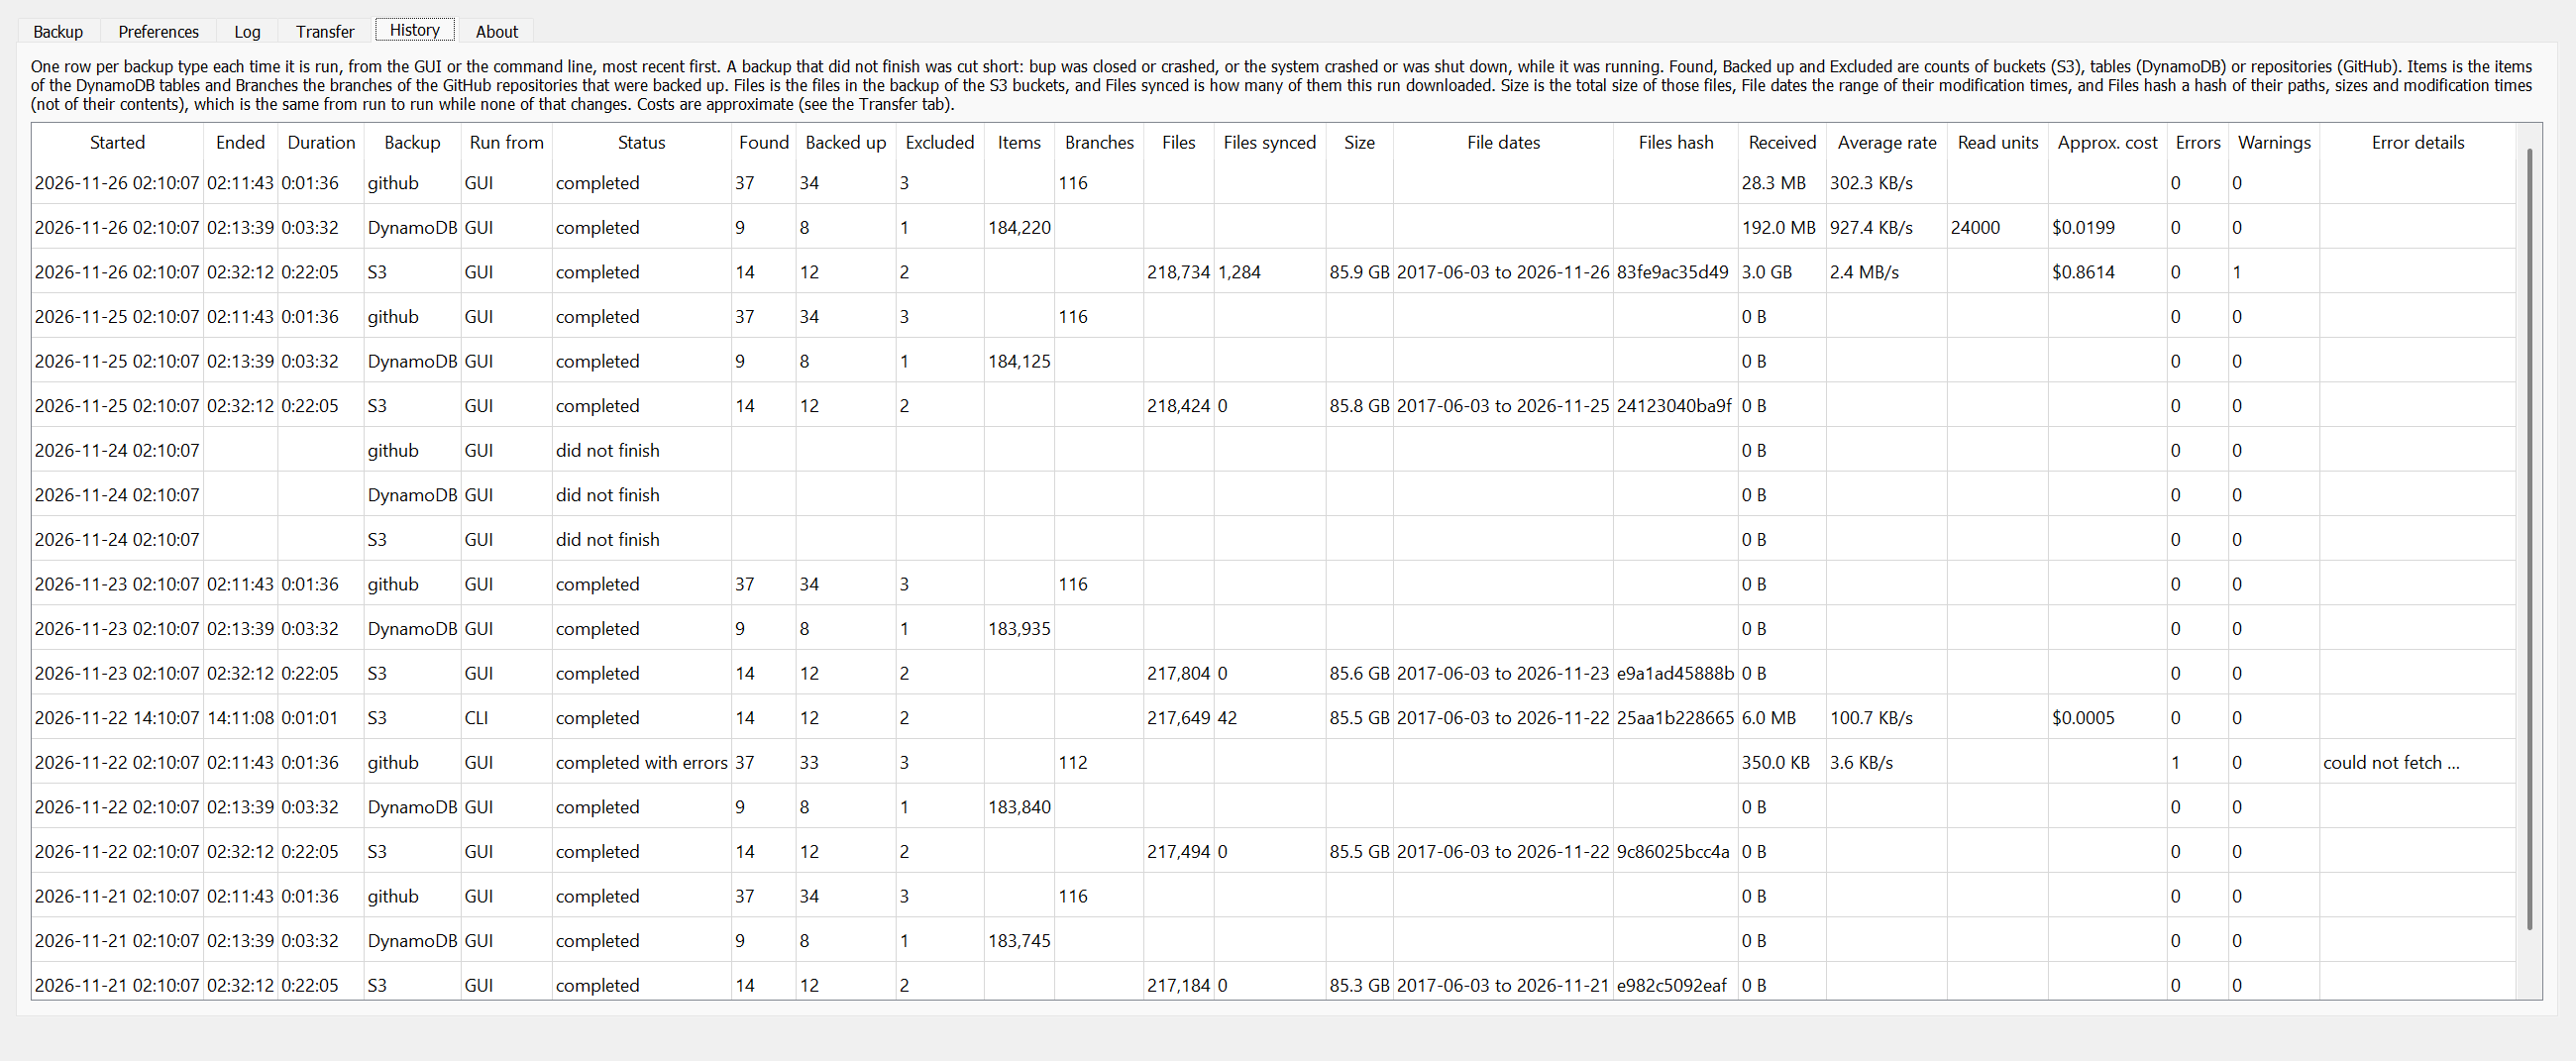 Backup Preferences Log Transfer History About
One row per backup type each time it is run, from the GUI or the command line, most recent first. A backup that did not finish was cut short: bup was closed or crashed, or the system crashed or was shut down, while it was running. Found, Backed up and Excluded are counts of buckets (S3), tables (DynamoDB) or repositories (GitHub). Items is the items
of the DynamoDB tables and Branches the branches of the GitHub repositories that were backed up. Files is the files in the backup of the S3 buckets, and Files synced is how many of them this run downloaded. Size is the total size of those files, File dates the range of their modification times, and Files hash a hash of their paths, sizes and modification times
(not of their contents), which is the same from run to run while none of that changes. Costs are approximate (see the Transfer tab).
Started Ended Duration Backup Run from Status Found Backed up Excluded Items Branches Files Files synced Size File dates Files hash Received Average rate Read units Approx. cost Errors Warnings Error details
2026-11-26 02:10:07 02:11:43 0:01:36 github GUI completed 37 34 3 116 28.3 MB 302.3 KB/s 0 0
2026-11-26 02:10:07 02:13:39 0:03:32 DynamoDB GUI completed 9 8 1 184,220 192.0 MB 927.4 KB/s 24000 $0.0199 0 0
2026-11-26 02:10:07 02:32:12 0:22:05 S3 GUI completed 14 12 2 218,734 1,284 85.9 GB 2017-06-03 to 2026-11-26 83fe9ac35d49 3.0 GB 2.4 MB/s $0.8614 0 1
2026-11-25 02:10:07 02:11:43 0:01:36 github GUI completed 37 34 3 116 0 B 0 0
2026-11-25 02:10:07 02:13:39 0:03:32 DynamoDB GUI completed 9 8 1 184,125 0 B 0 0
2026-11-25 02:10:07 02:32:12 0:22:05 S3 GUI completed 14 12 2 218,424 0 85.8 GB 2017-06-03 to 2026-11-25 24123040ba9f 0 B 0 0
2026-11-24 02:10:07 github GUI did not finish 0 B 0 0
2026-11-24 02:10:07 DynamoDB GUI did not finish 0 B 0 0
2026-11-24 02:10:07 S3 GUI did not finish 0 B 0 0
2026-11-23 02:10:07 02:11:43 0:01:36 github GUI completed 37 34 3 116 0 B 0 0
2026-11-23 02:10:07 02:13:39 0:03:32 DynamoDB GUI completed 9 8 1 183,935 0 B 0 0
2026-11-23 02:10:07 02:32:12 0:22:05 S3 GUI completed 14 12 2 217,804 0 85.6 GB 2017-06-03 to 2026-11-23 e9a1ad45888b 0 B 0 0
2026-11-22 14:10:07 14:11:08 0:01:01 S3 CLI completed 14 12 2 217,649 42 85.5 GB 2017-06-03 to 2026-11-22 25aa1b228665 6.0 MB 100.7 KB/s $0.0005 0 0
2026-11-22 02:10:07 02:11:43 0:01:36 github GUI completed with errors 37 33 3 112 350.0 KB 3.6 KB/s 1 0 could not fetch ...
2026-11-22 02:10:07 02:13:39 0:03:32 DynamoDB GUI completed 9 8 1 183,840 0 B 0 0
2026-11-22 02:10:07 02:32:12 0:22:05 S3 GUI completed 14 12 2 217,494 0 85.5 GB 2017-06-03 to 2026-11-22 9c86025bcc4a 0 B 0 0
2026-11-21 02:10:07 02:11:43 0:01:36 github GUI completed 37 34 3 116 0 B 0 0
2026-11-21 02:10:07 02:13:39 0:03:32 DynamoDB GUI completed 9 8 1 183,745 0 B 0 0
2026-11-21 02:10:07 02:32:12 0:22:05 S3 GUI completed 14 12 2 217,184 0 85.3 GB 2017-06-03 to 2026-11-21 e982c5092eaf 0 B 0 0